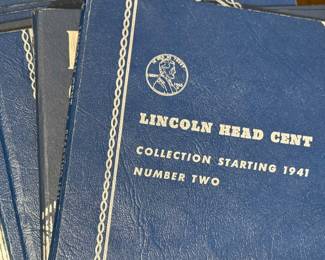 LINCOLN HEAD CENT
COLLECTION STARTING 1941
NUMBER TWO